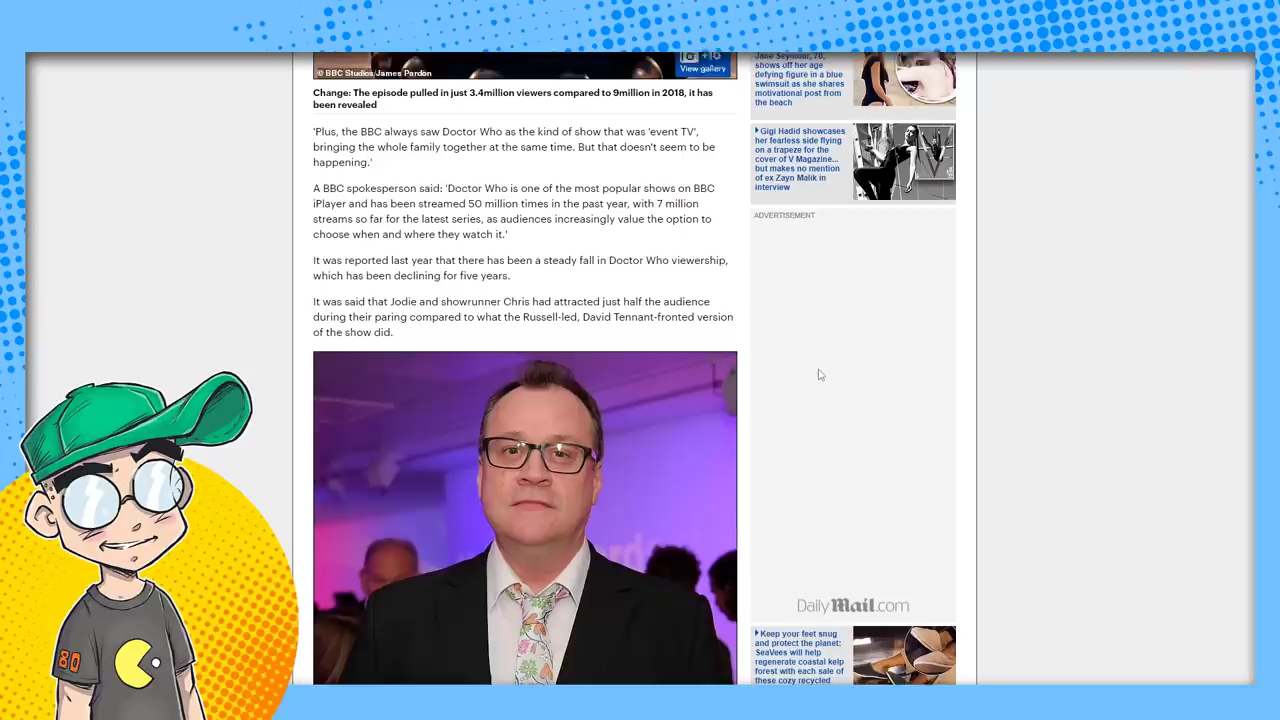 © BBC Studios/James Pardon
View gallery
Change: The episode pulled in just 3.4million viewers compared to 9million in 2018, it has
been revealed
'Plus, the BBC always saw Doctor Who as the kind of show that was 'event TV',
bringing the whole family together at the same time. But that doesn't seem to be
happening.'
A BBC spokesperson said: 'Doctor Who is one of the most popular shows on BBC
iPlayer and has been streamed 50 million times in the past year, with 7 million
streams so far for the latest series, as audiences increasingly value the option to
choose when and where they watch it.'
It was reported last year that there has been a steady fall in Doctor Who viewership,
which has been declining for five years.
It was said that Jodie and showrunner Chris had attracted just half the audience
during their paring compared to what the Russell-led, David Tennant-fronted version
of the show did.
shows off her age
defying figure in a blue
swimsuit as she shares
motivational post from
the beach
Gigi Hadid showcases
her fearless side flying
on a trapeze for the
cover of V Magazine...
but makes no mention
of ex Zayn Malik in
interview
ADVERTISEMENT
DailyMail.com
Keep your feet snug
and protect the planet:
SeaVees will help
regenerate coastal kelp
forest with each sale of
these cozy recycled
80